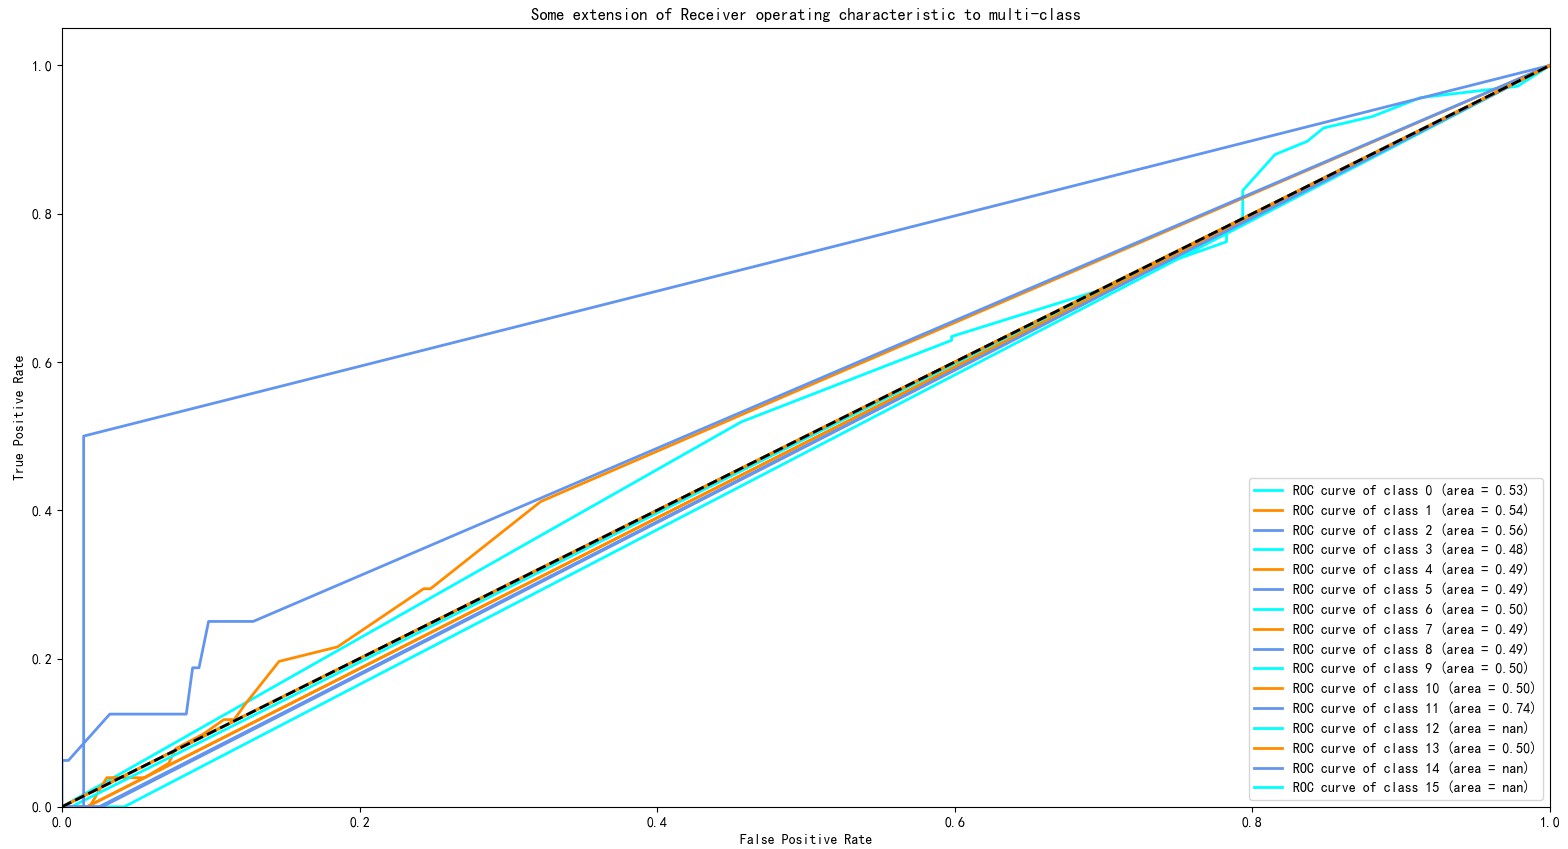 Some extension of Receiver operating characteristic to multi-class
1.0
0.8
0.6
0.4
0.2
0.0
True Positive Rate
ROC curve of class 0 (area = 0.53)
ROC curve of class 1 (area = 0.54)
ROC curve of class 2 (area = 0.56)
ROC curve of class 3 (area = 0.48)
ROC curve of class 4 (area = 0.49)
ROC curve of class 5 (area = 0.49)
ROC curve of class 6 (area = 0.50)
ROC curve of class 7 (area = 0.49)
ROC curve of class 8 (area = 0.49)
ROC curve of class 9 (area = 0.50)
ROC curve of class 10 (area = 0.50)
ROC curve of class 11 (area = 0.74)
ROC curve of class 12 (area = nan)
ROC curve of class 13 (area = 0.50)
ROC curve of class 14 (area = nan)
ROC curve of class 15 (area = nan)
0.0 0.2 0.4 0.6 0.8 1.0
False Positive Rate